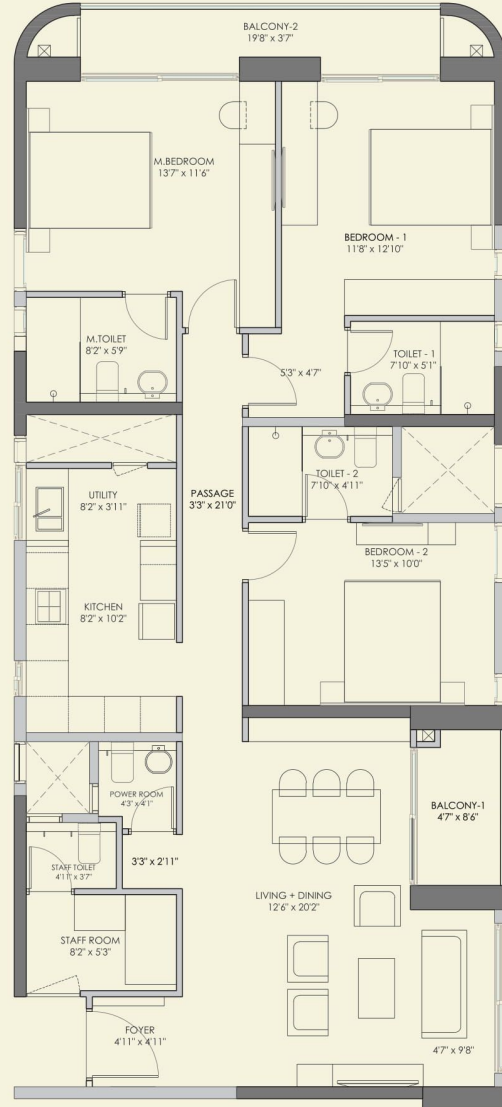 BALCONY-2
19'8" x 3'7"
M.BEDROOM
13'7" x 11'6"
BEDROOM - 1
11'8" x 12'10"
M.TOILET
8'2" x 5'9"
5'3" x 4'7"
TOILET - 1
7'10" x 5'1"
TOILET - 2
7'10" x 4'11"
UTILITY
8'2" x 3'11"
PASSAGE
3'3" x 21'0"
BEDROOM - 2
13'5" x 10'0"
KITCHEN
8'2" x 10'2"
POWER ROOM
4'3" x 4'1"
BALCONY-1
4'7" x 8'6"
STAFF TOILET
4'11" x 3'7"
3'3" x 2'11"
LIVING + DINING
12'6" x 20'2"
STAFF ROOM
8'2" x 5'3"
FOYER
4'11" x 4'11"
4'7" x 9'8"